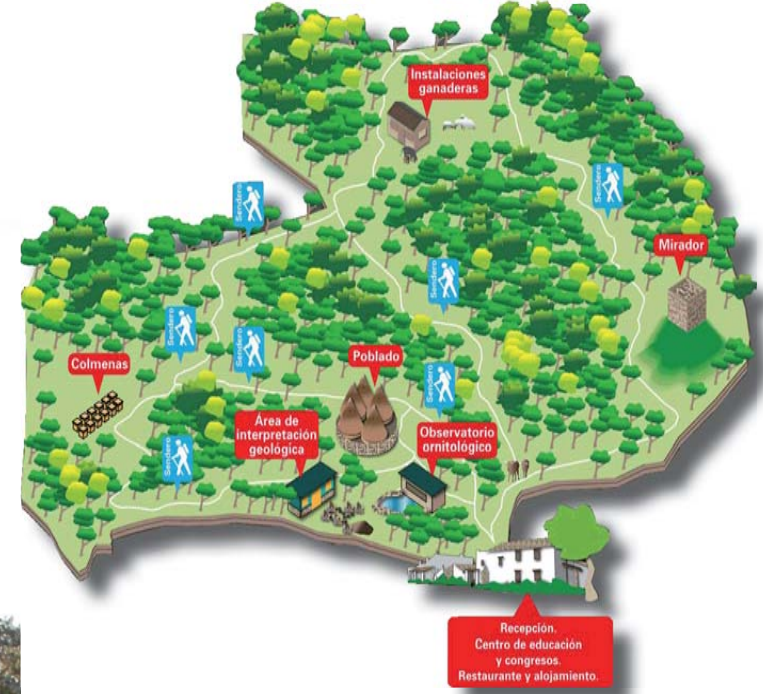 Instalaciones
ganaderas
Sendero
Sendero
Mirador
Sendero
Sendero
Sendero
Poblado
Colmenas
Sendero
Área de
interpretación
geológica
Observatorio
ornitológico
Sendero
Recepción.
Centro de educación
y congresos.
Restaurante y alojamiento.